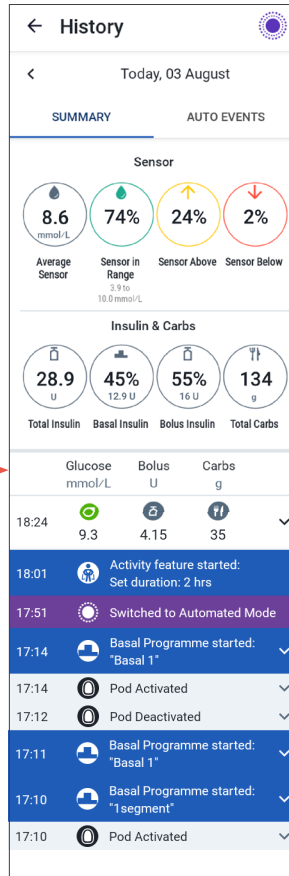 History
Today, 03 August
SUMMARY AUTO EVENTS
Sensor
8.6 74% 24% 2%
mmol/L
Average Sensor in Sensor Above Sensor Below
Sensor Range
3.9 to
10.0 mmol/L
Insulin & Carbs
28.9 45% 55% 134
U 12.9 U 16 U g
Total Insulin Basal Insulin Bolus Insulin Total Carbs
Glucose Bolus Carbs
mmol/L U g
18:24 9.3 4.15 35
18:01 Activity feature started:
Set duration: 2 hrs
17:51 Switched to Automated Mode
17:14 Basal Programme started:
"Basal 1"
17:14 Pod Activated
17:12 Pod Deactivated
17:11 Basal Programme started:
"Basal 1"
17:10 Basal Programme started:
"1segment"
17:10 Pod Activated